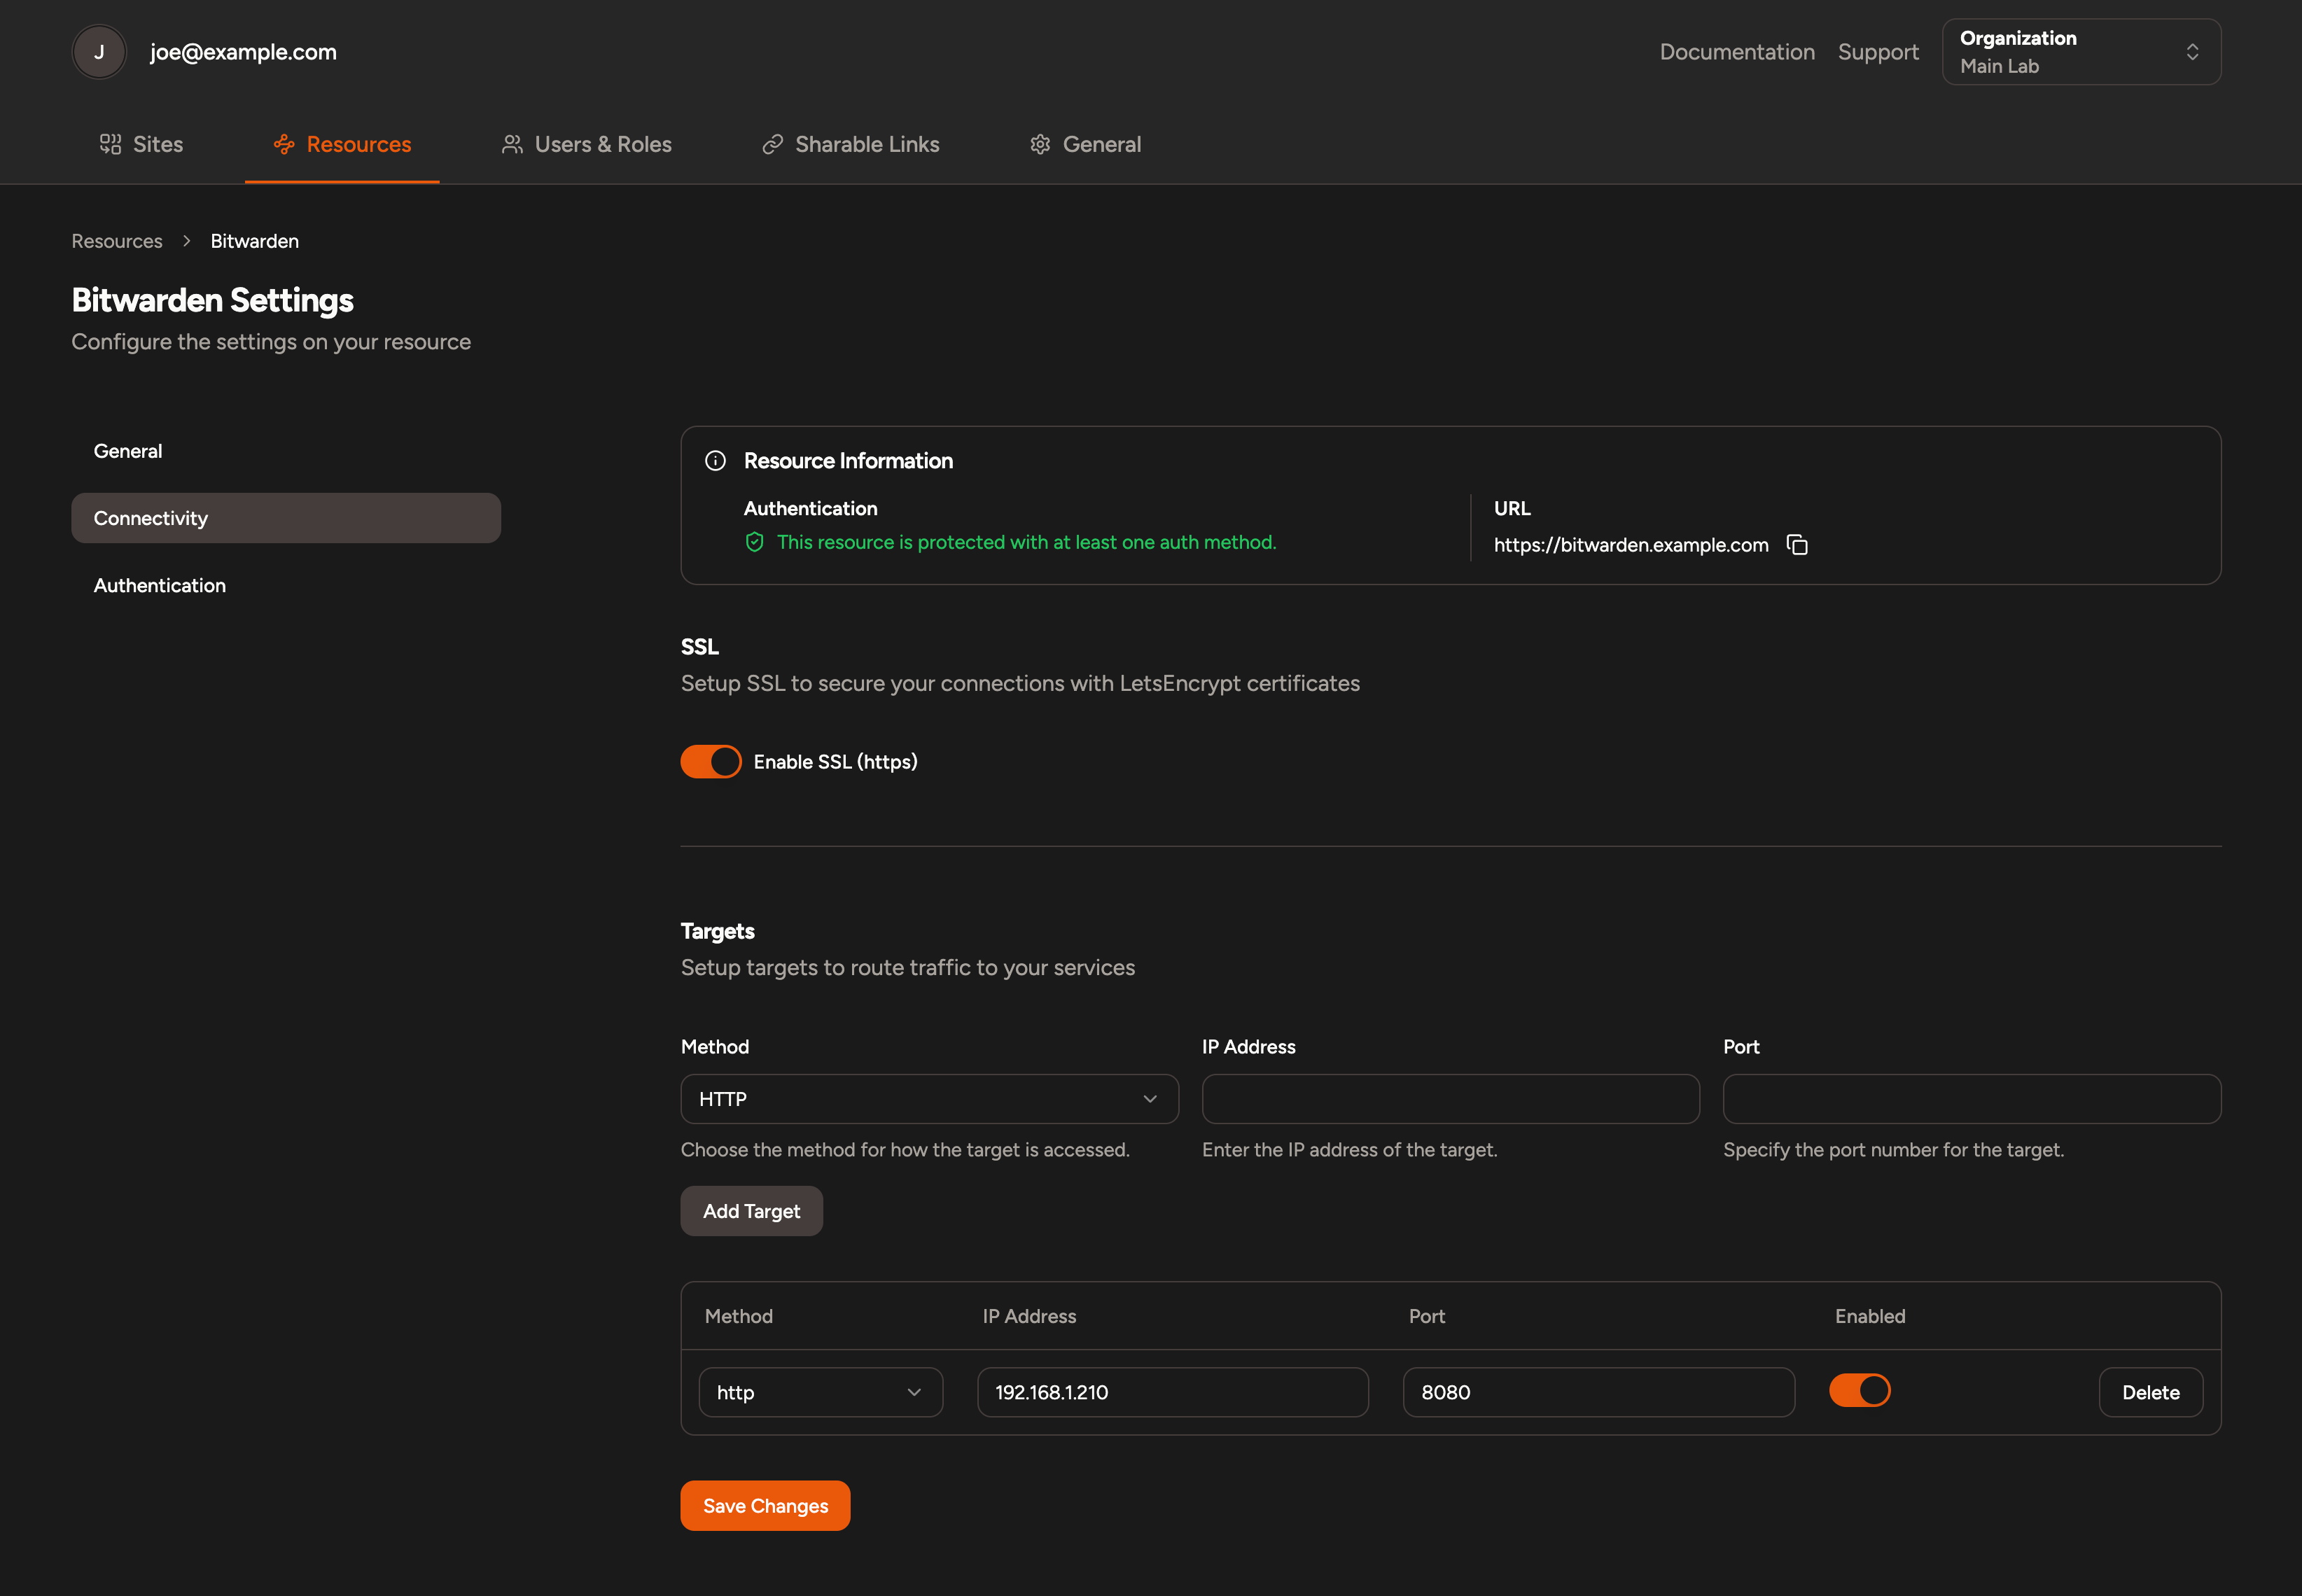 J
joe@example.com
Documentation
Support
Organization
Main Lab
Sites
Resources
Users & Roles
Sharable Links
General
Resources > Bitwarden
Bitwarden Settings
Configure the settings on your resource
General
Connectivity
Authentication
Resource Information
Authentication
This resource is protected with at least one auth method.
URL
https://bitwarden.example.com
SSL
Setup SSL to secure your connections with LetsEncrypt certificates
Enable SSL (https)
Targets
Setup targets to route traffic to your services
Method
HTTP
Choose the method for how the target is accessed.
IP Address
Enter the IP address of the target.
Port
Specify the port number for the target.
Add Target
Method IP Address Port Enabled
http 192.168.1.210 8080 Delete
Save Changes